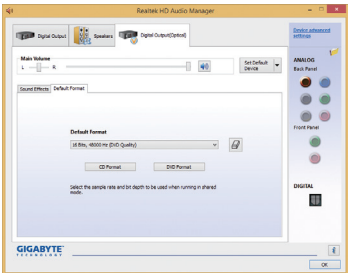 Realtek HD Audio Manager
Digital Output
Speakers
Digital Output(Optical)
Device advanced settings
Main Volume
L
R
Set Default Device
ANALOG
Back Panel
Sound Effects
Default Format
Default Format
16 Bits, 48000 Hz (DVD Quality)
CD Format
DVD Format
Select the sample rate and bit depth to be used when running in shared
mode.
Front Panel
DIGITAL
GIGABYTE
TECHNOLOGY
i
OK